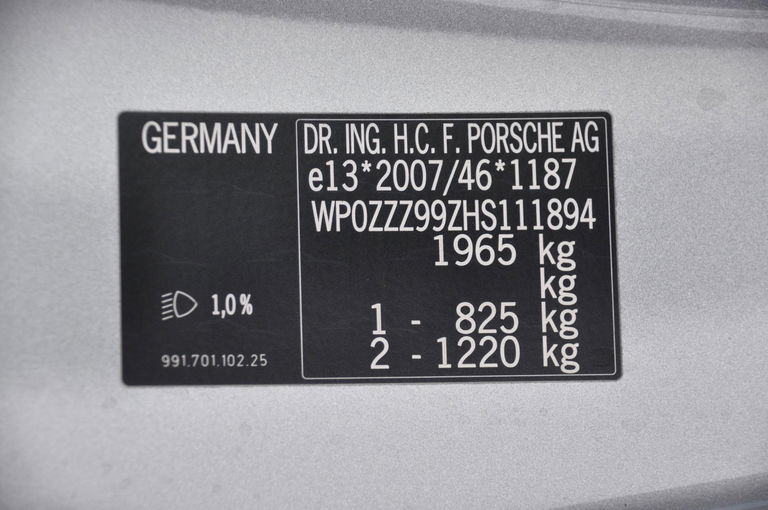 GERMANY
1,0%
991.701.102.25
DR. ING. H.C. F. PORSCHE AG
e13*2007/46*1187
WP0ZZZ99ZHS111894
1965 kg
kg
1 - 825 kg
2 - 1220 kg